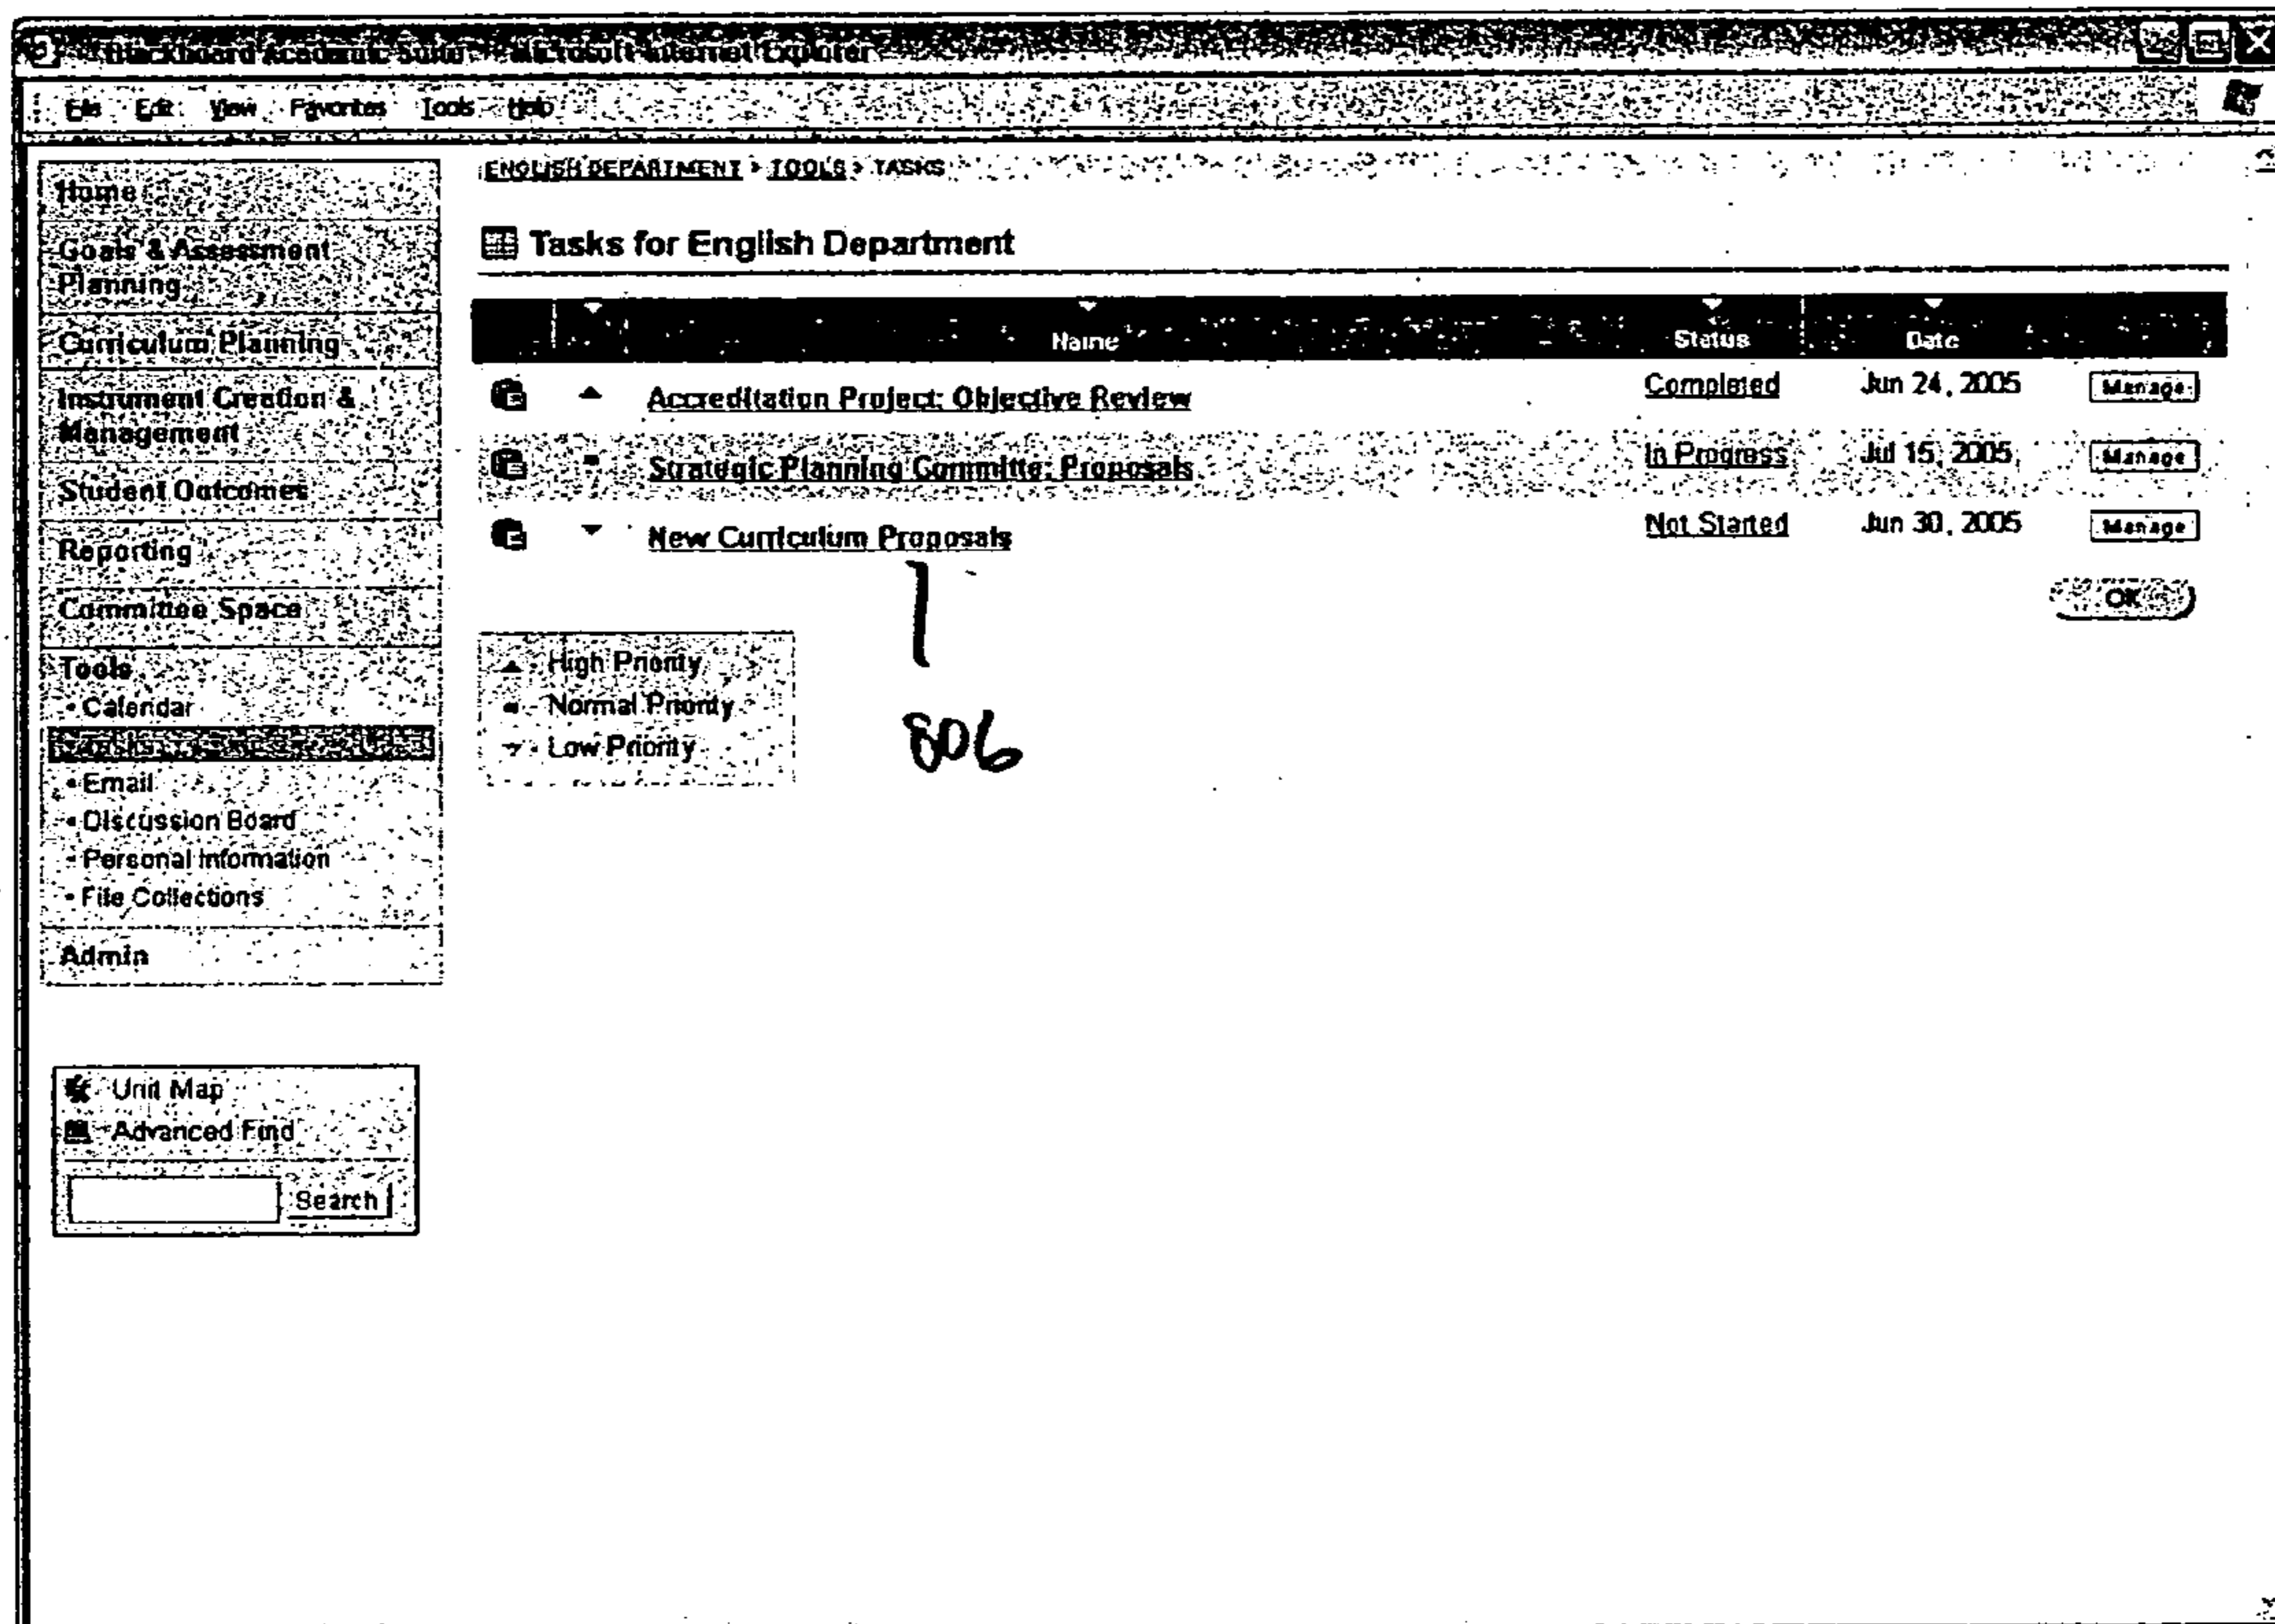 Blackboard Academic Suite - Microsoft Internet Explorer
File Edit View Favorites Tools Help
ENGLISH DEPARTMENT > TOOLS > TASKS
Home
Goals & Assessment
Planning
Curriculum Planning
Instrument Creation &
Management
Student Outcomes
Reporting
Committee Space
Tools
• Calendar
• Email
• Discussion Board
• Personal Information
• File Collections
Admin
Unit Map
Advanced Find
Search
Tasks for English Department
Name Status Date
Accreditation Project: Objective Review Completed Jun 24, 2005 Manage
Strategic Planning Committe: Proposals In Progress Jul 15, 2005 Manage
New Curriculum Proposals Not Started Jun 30, 2005 Manage
OK
- High Priority
- Normal Priority
- Low Priority
806